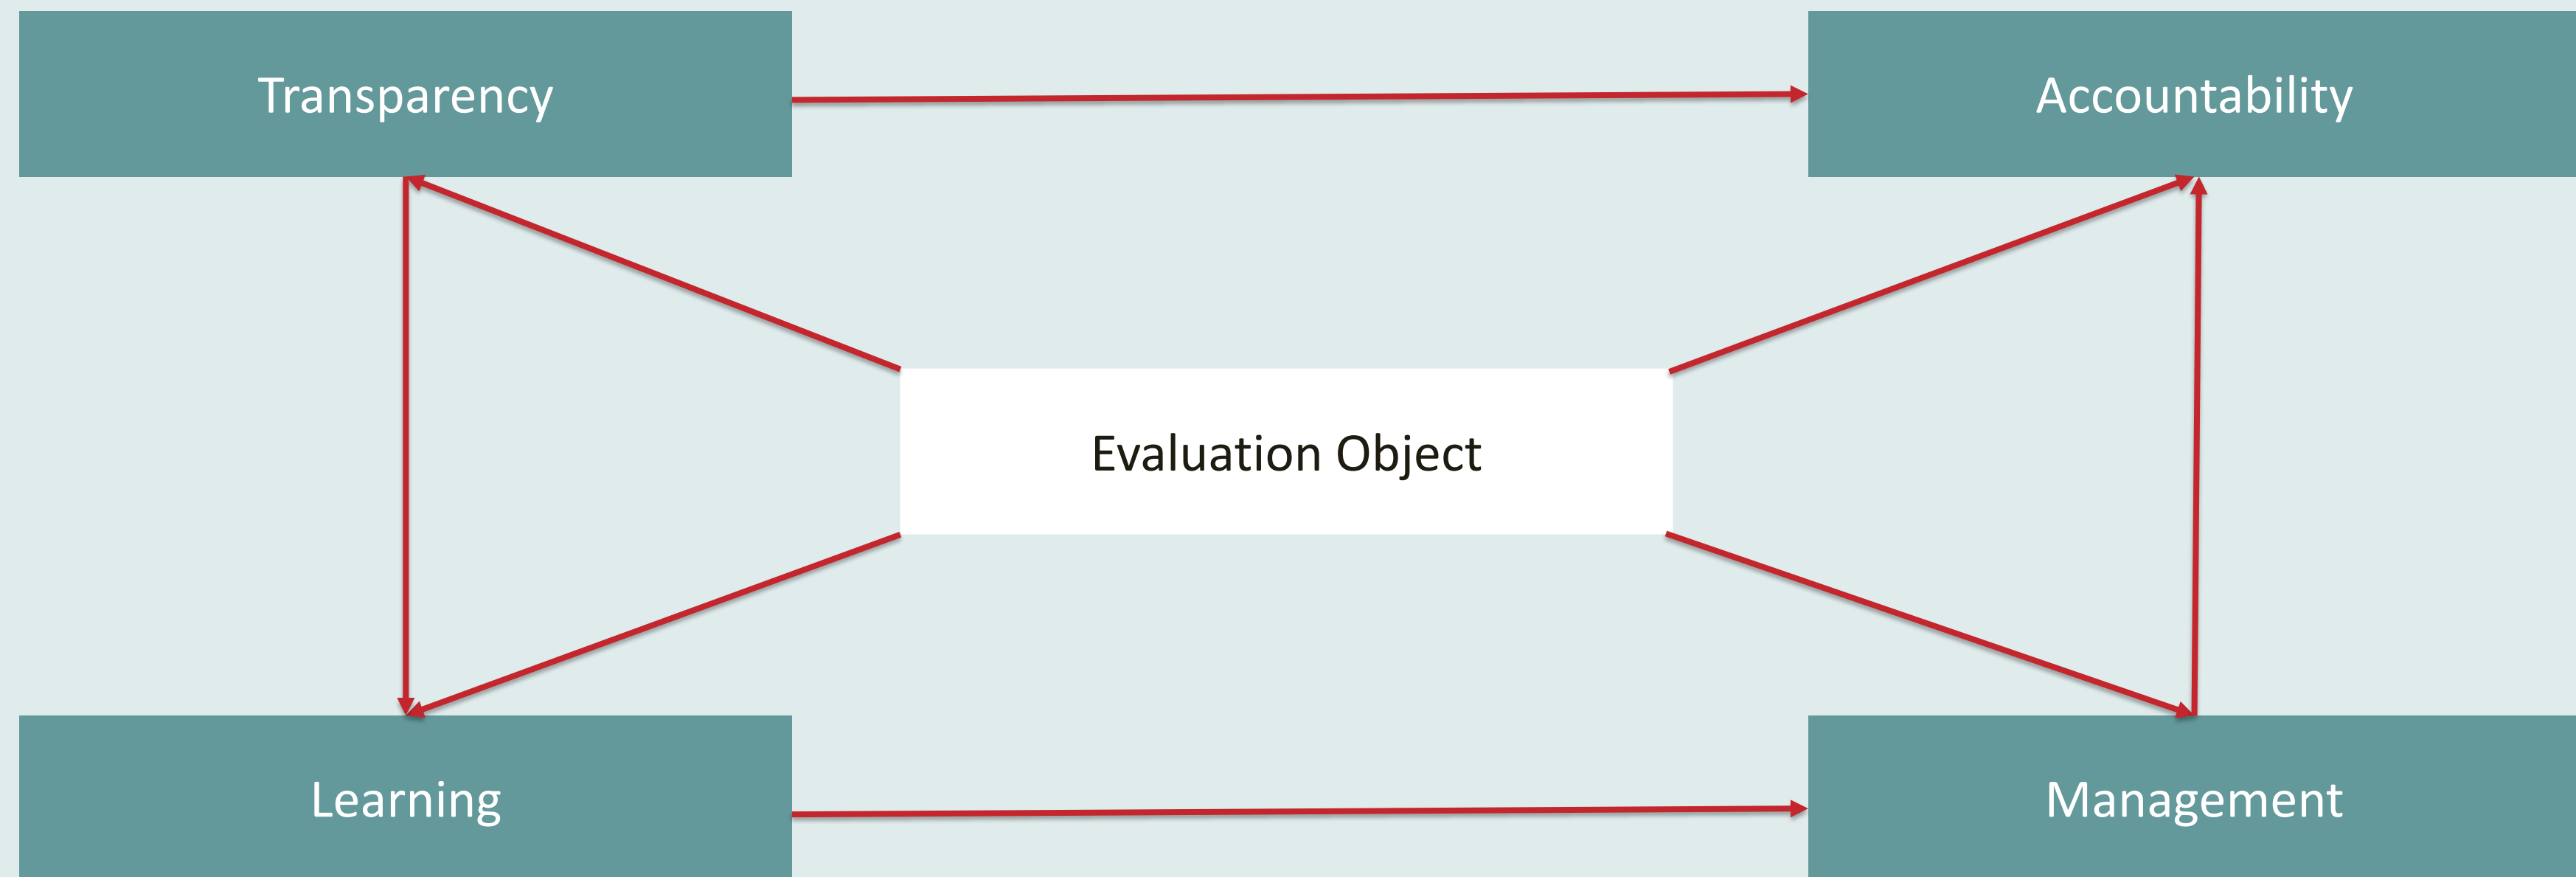 Transparency
Accountability
Evaluation Object
Learning
Management